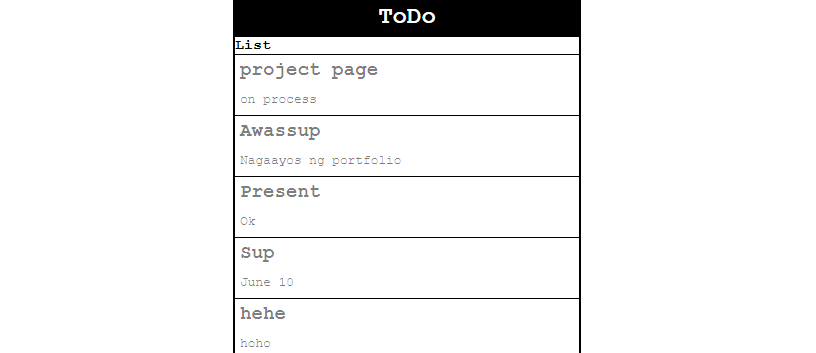 ToDo
List
project page
on process
Awassup
Nagaayos ng portfolio
Present
Ok
Sup
June 10
hehe
hoho